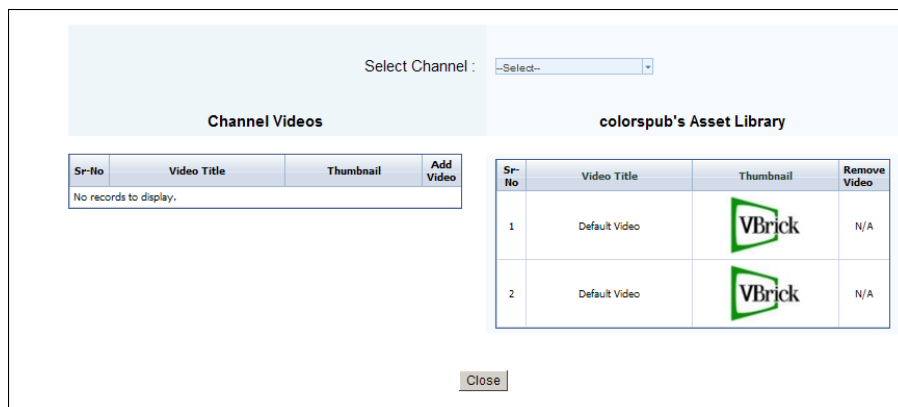 Select Channel :
--Select--
Channel Videos
colorspub's Asset Library
Sr-No Video Title Thumbnail Add Video
No records to display.
Sr-No Video Title Thumbnail Remove Video
1 Default Video VBrick N/A
2 Default Video VBrick N/A
Close